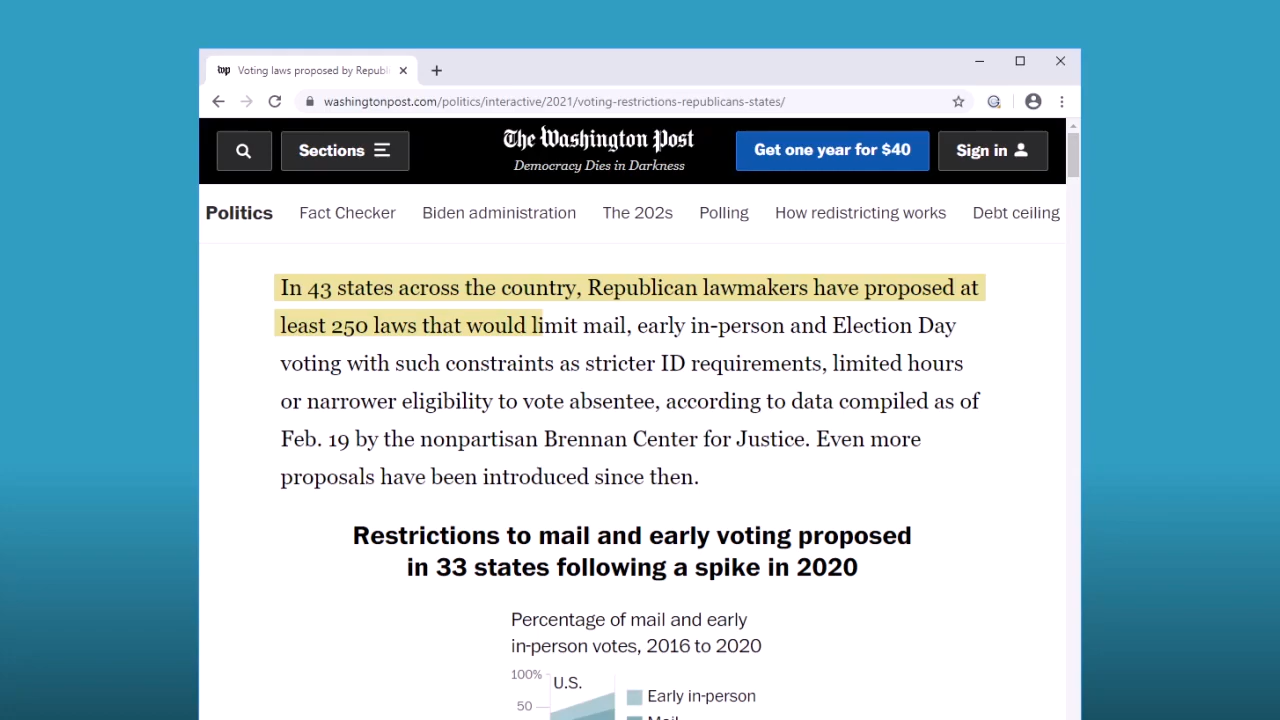 wp Voting laws proposed by Republi
washingtonpost.com/politics/interactive/2021/voting-restrictions-republicans-states/
Sections
The Washington Post
Democracy Dies in Darkness
Get one year for $40
Sign in
Politics Fact Checker Biden administration The 202s Polling How redistricting works Debt ceiling
In 43 states across the country, Republican lawmakers have proposed at
least 250 laws that would limit mail, early in-person and Election Day
voting with such constraints as stricter ID requirements, limited hours
or narrower eligibility to vote absentee, according to data compiled as of
Feb. 19 by the nonpartisan Brennan Center for Justice. Even more
proposals have been introduced since then.
Restrictions to mail and early voting proposed
in 33 states following a spike in 2020
Percentage of mail and early
in-person votes, 2016 to 2020
100%
U.S.
Early in-person
50
Mail